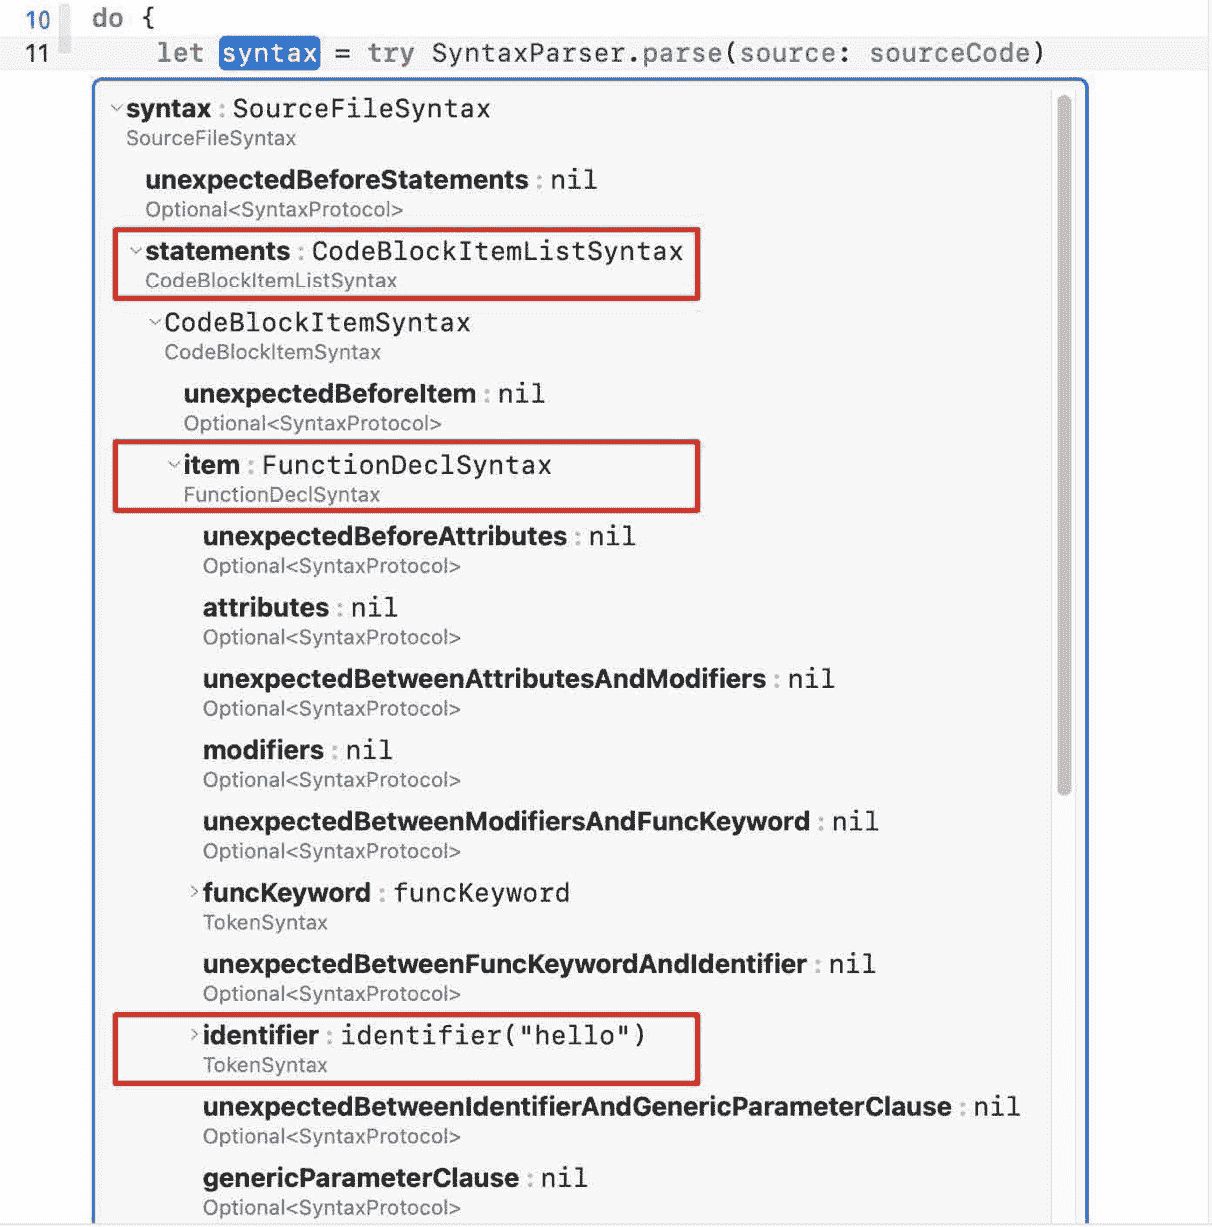 10 do {
11 let syntax = try SyntaxParser.parse(source: sourceCode)
syntax : SourceFileSyntax
SourceFileSyntax
unexpectedBeforeStatements : nil
Optional<SyntaxProtocol>
statements : CodeBlockItemListSyntax
CodeBlockItemListSyntax
CodeBlockItemSyntax
CodeBlockItemSyntax
unexpectedBeforeItem : nil
Optional<SyntaxProtocol>
item : FunctionDeclSyntax
FunctionDeclSyntax
unexpectedBeforeAttributes : nil
Optional<SyntaxProtocol>
attributes : nil
Optional<SyntaxProtocol>
unexpectedBetweenAttributesAndModifiers : nil
Optional<SyntaxProtocol>
modifiers : nil
Optional<SyntaxProtocol>
unexpectedBetweenModifiersAndFuncKeyword : nil
Optional<SyntaxProtocol>
funcKeyword : funcKeyword
TokenSyntax
unexpectedBetweenFuncKeywordAndIdentifier : nil
Optional<SyntaxProtocol>
identifier : identifier("hello")
TokenSyntax
unexpectedBetweenIdentifierAndGenericParameterClause : nil
Optional<SyntaxProtocol>
genericParameterClause : nil
Optional<SyntaxProtocol>